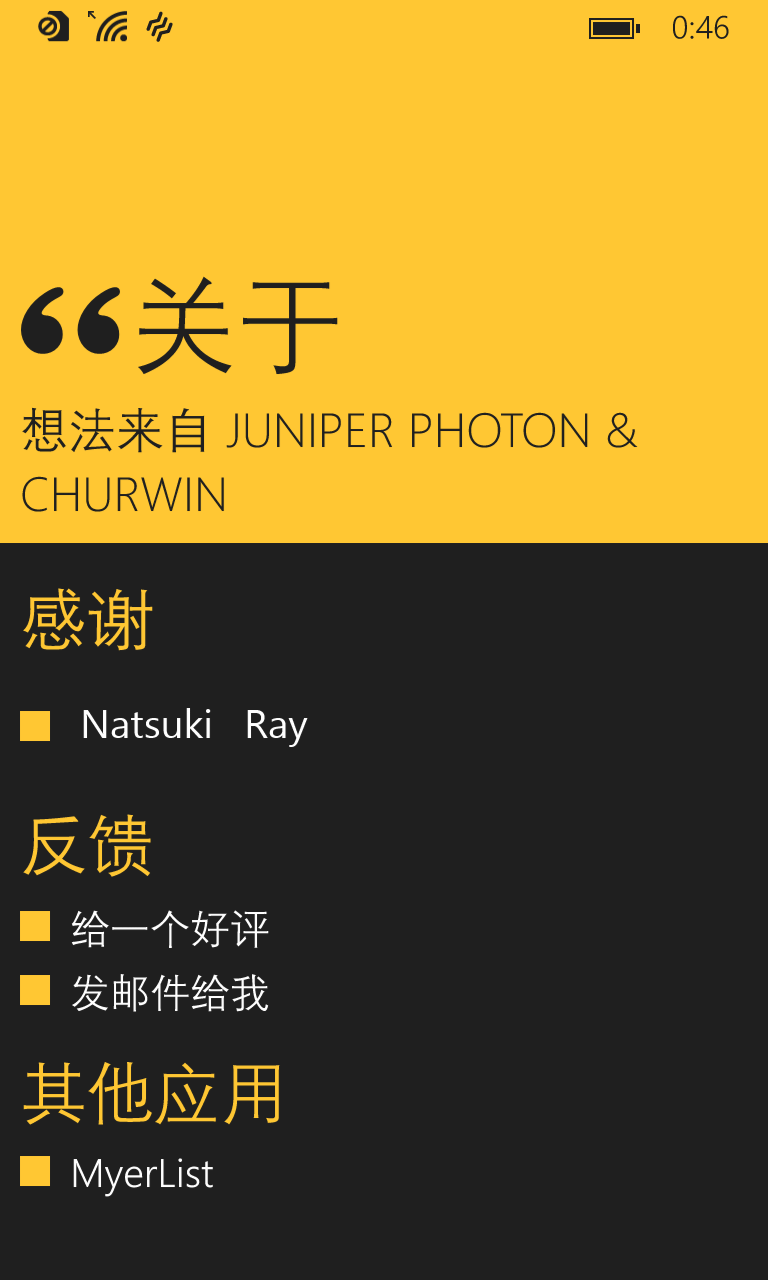 0:46
“关于
想法来自 JUNIPER PHOTON &
CHURWIN
感谢
Natsuki Ray
反馈
给一个好评
发邮件给我
其他应用
MyerList